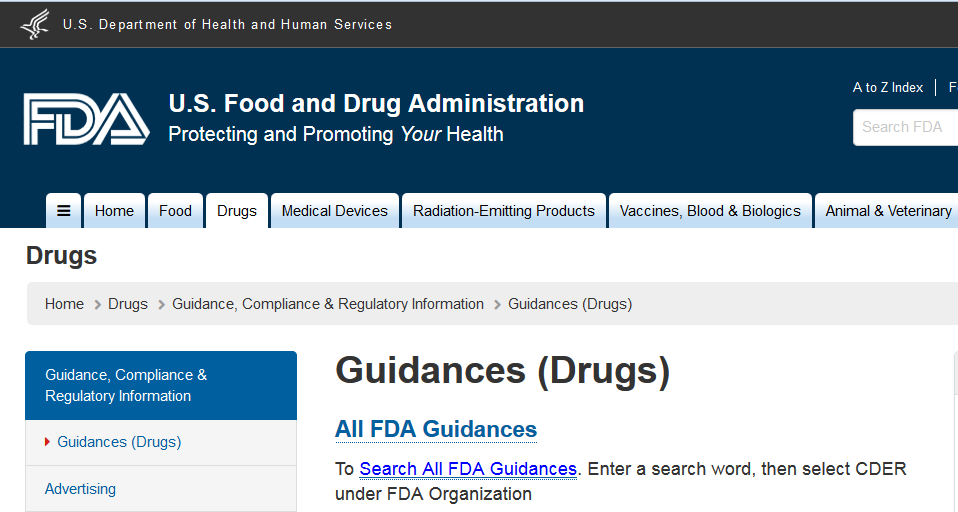 U.S. Department of Health and Human Services
A to Z Index
FDA
U.S. Food and Drug Administration
Protecting and Promoting Your Health
Search FDA
Home
Food
Drugs
Medical Devices
Radiation-Emitting Products
Vaccines, Blood & Biologics
Animal & Veterinary
Drugs
Home > Drugs > Guidance, Compliance & Regulatory Information > Guidances (Drugs)
Guidance, Compliance &
Regulatory Information
Guidances (Drugs)
Advertising
Guidances (Drugs)
All FDA Guidances
To Search All FDA Guidances. Enter a search word, then select CDER
under FDA Organization